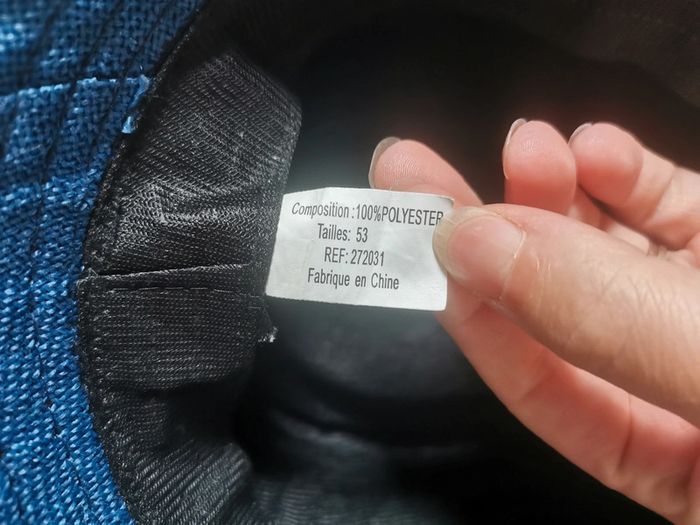 Composition :100%POLYESTER
Tailles: 53
REF: 272031
Fabrique en Chine